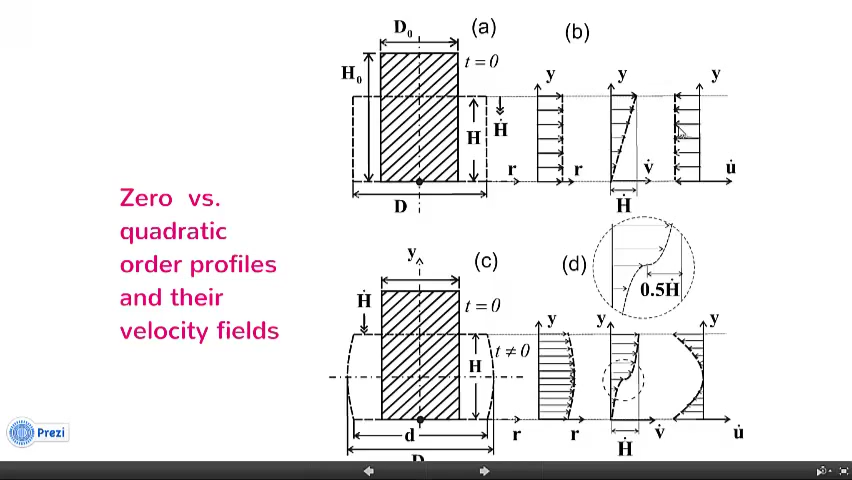 Zero vs.
quadratic
order profiles
and their
velocity fields
(a)
D₀
t = 0
H₀
Ḣ
H
r
D
(b)
y y y
r v̇ u̇
Ḣ
(c)
y
Ḣ
t = 0
t ≠ 0
H
r
d
D
(d)
0.5Ḣ
y y y
r v̇ u̇
Ḣ
Prezi